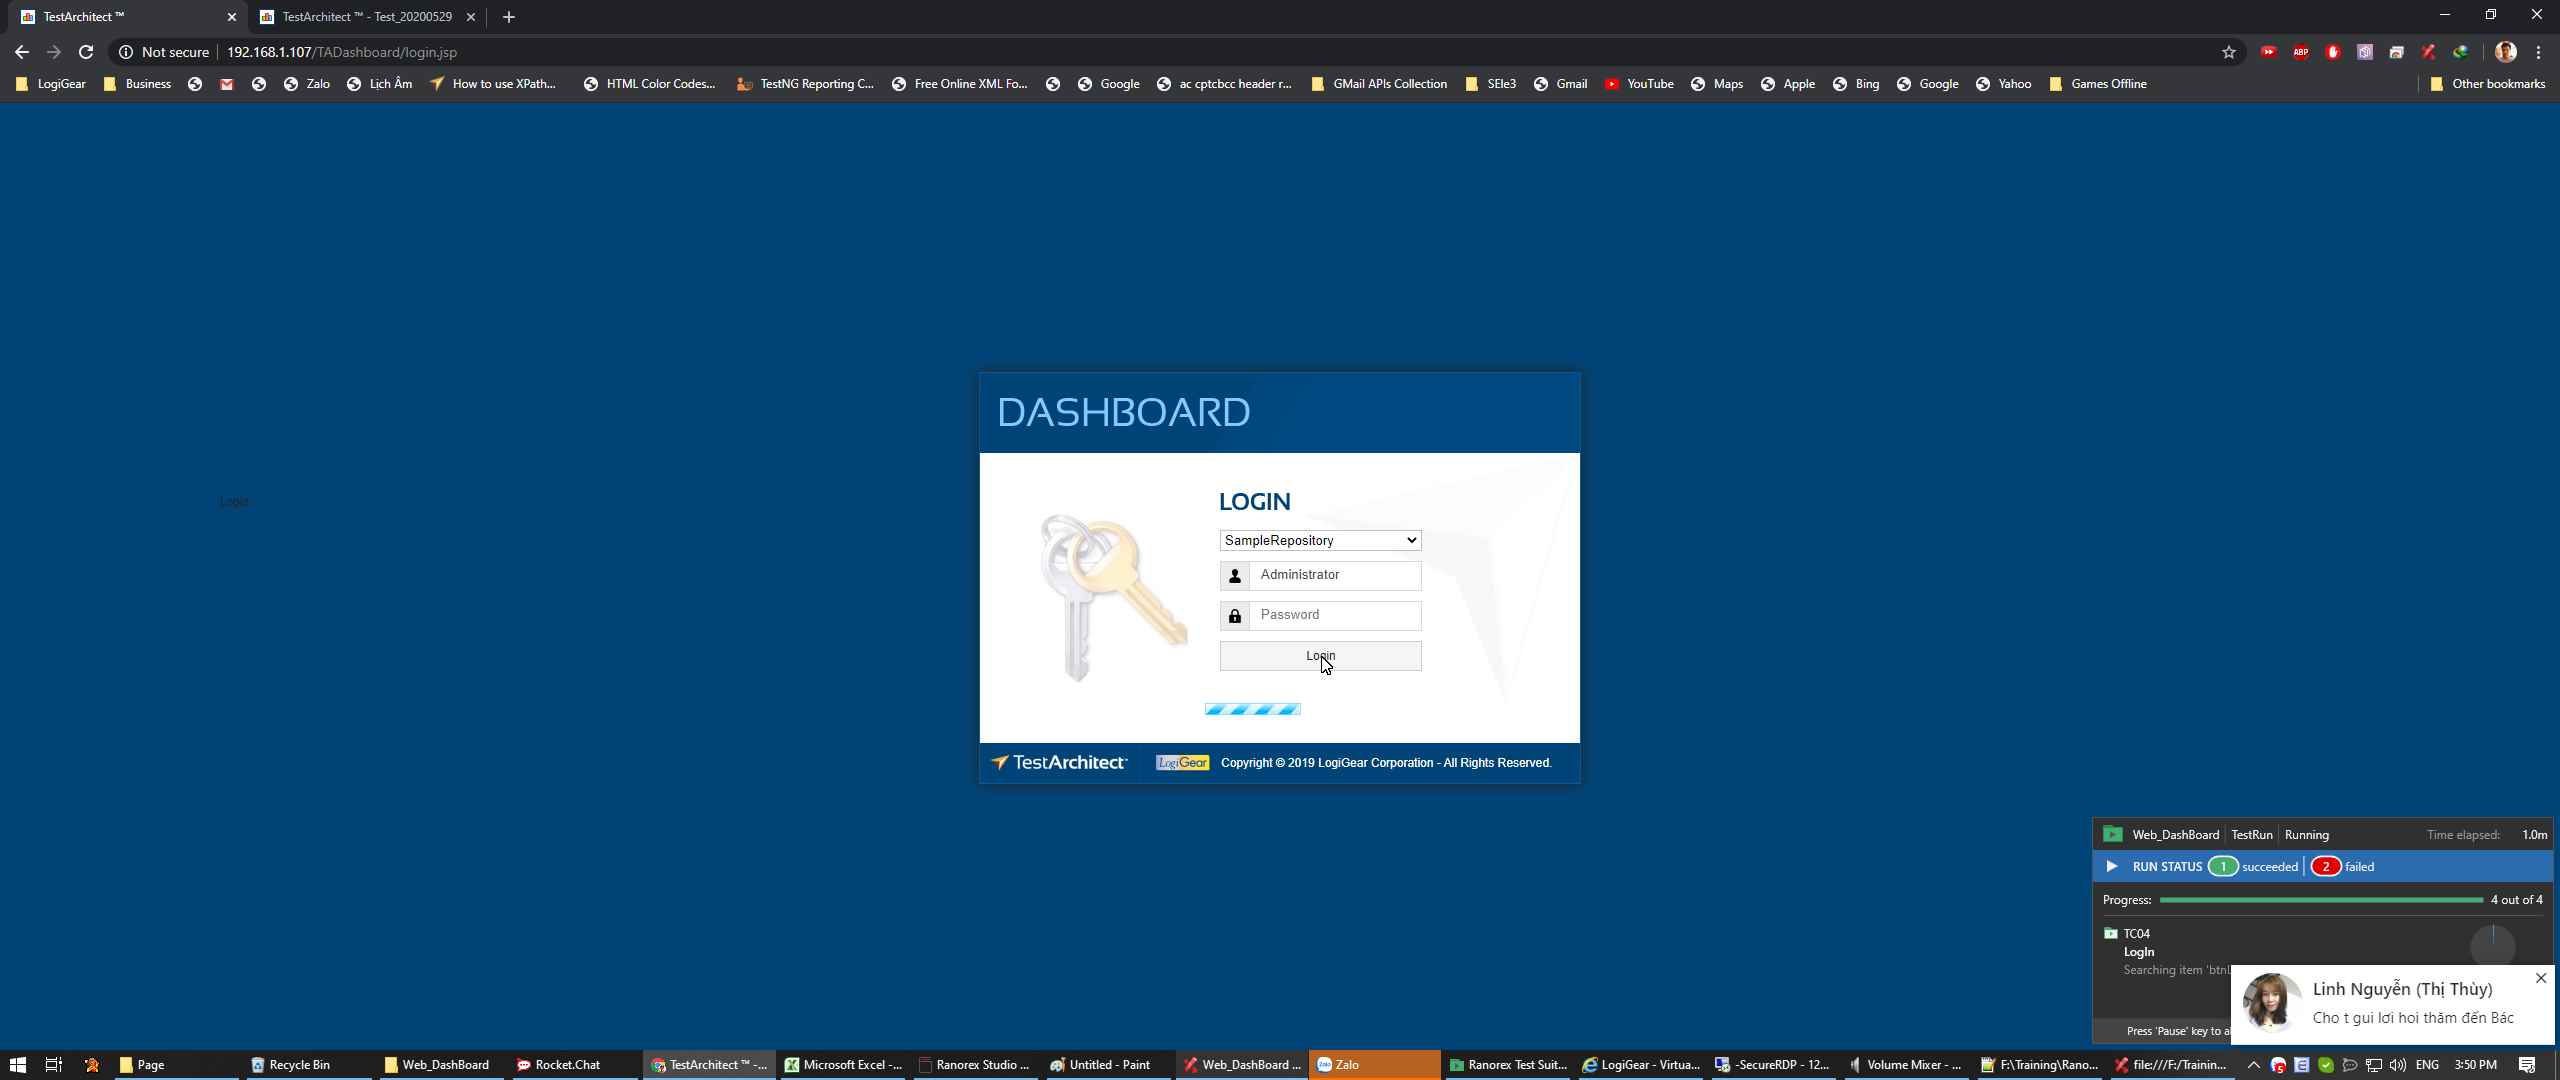 TestArchitect ™
TestArchitect ™ - Test_20200529
Not secure
192.168.1.107/TADashboard/login.jsp
ABP
LogiGear
Business
Zalo
Lịch Âm
How to use XPath...
HTML Color Codes...
TestNG Reporting C...
Free Online XML Fo...
Google
ac cptcbcc header r...
GMail APIs Collection
SEle3
Gmail
YouTube
Maps
Apple
Bing
Google
Yahoo
Games Offline
Other bookmarks
DASHBOARD
Login
LOGIN
SampleRepository
Administrator
Password
Login
TestArchitect™
LogiGear
Copyright © 2019 LogiGear Corporation - All Rights Reserved.
Web_DashBoard
TestRun
Running
Time elapsed: 1.0m
RUN STATUS 1 succeeded 2 failed
Progress: 4 out of 4
TC04
LogIn
Searching item 'btnL
Press 'Pause' key to a
Linh Nguyễn (Thị Thùy)
Cho t gui lơi hoi thăm đến Bác
Page
Recycle Bin
Web_DashBoard
Rocket.Chat
TestArchitect ™ -...
Microsoft Excel -...
Ranorex Studio ...
Untitled - Paint
Web_DashBoard ...
Zalo
Ranorex Test Suit...
LogiGear - Virtua...
-SecureRDP - 12...
Volume Mixer - ...
F:\Training\Rano...
file:///F:/Trainin...
ENG
3:50 PM